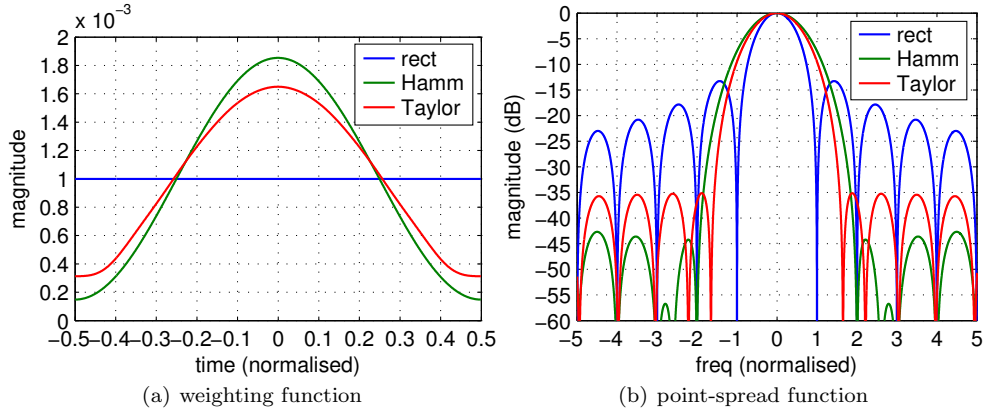 x 10⁻³
2
1.8
1.6
1.4
1.2
1
0.8
0.6
0.4
0.2
0
magnitude
rect
Hamm
Taylor
−0.5−0.4−0.3−0.2−0.1 0 0.1 0.2 0.3 0.4 0.5
time (normalised)
(a) weighting function
0
−5
−10
−15
−20
−25
−30
−35
−40
−45
−50
−55
−60
magnitude (dB)
rect
Hamm
Taylor
−5 −4 −3 −2 −1 0 1 2 3 4 5
freq (normalised)
(b) point-spread function